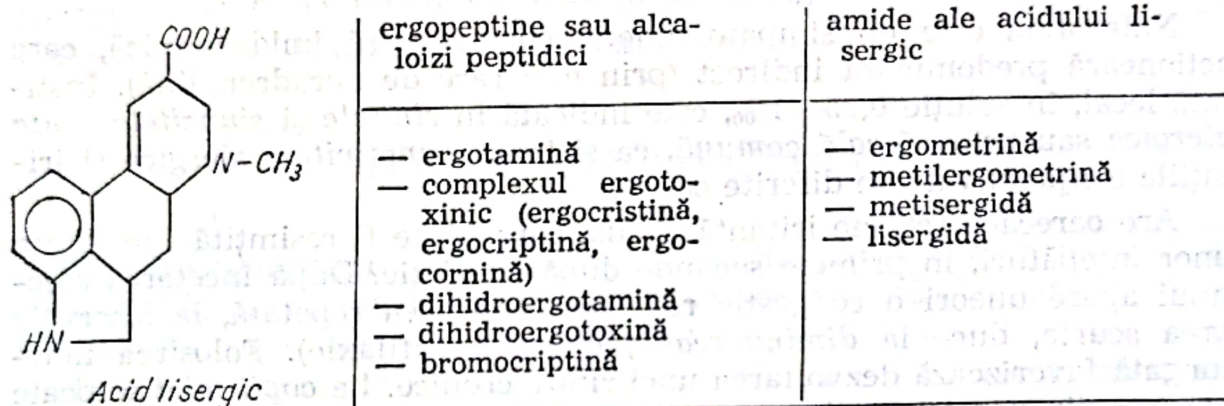 COOH
N–CH3
HN
Acid lisergic
ergopeptine sau alca-
loizi peptidici
— ergotamină
— complexul ergoto-
xinic (ergocristină,
ergocriptină, ergo-
cornină)
— dihidroergotamină
— dihidroergotoxină
— bromocriptină
amide ale acidului li-
sergic
— ergometrină
— metilergometrină
— metisergidă
— lisergidă